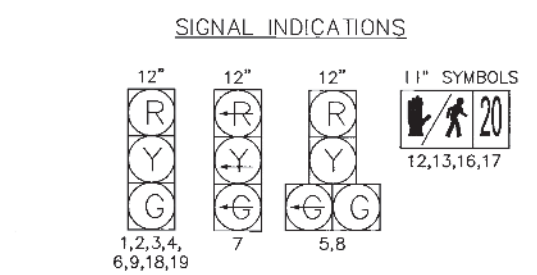 SIGNAL INDICATIONS
12" 12" 12" 11" SYMBOLS
R R R 20
Y Y Y 12,13,16,17
G G G G
1,2,3,4, 7 5,8
6,9,18,19